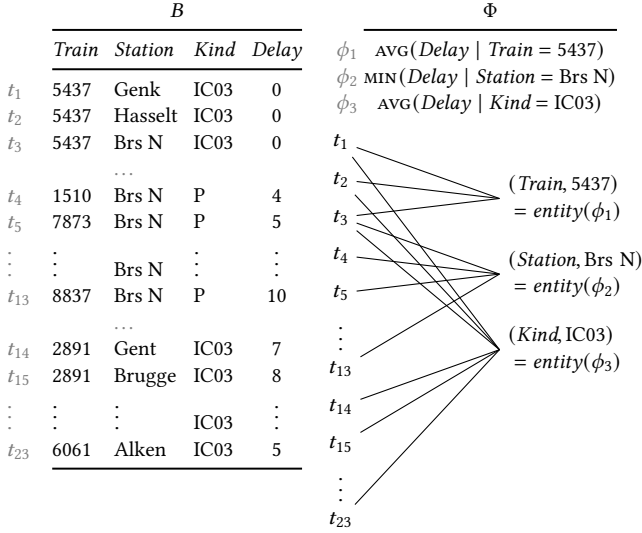 B
Train Station Kind Delay
t1 5437 Genk IC03 0
t2 5437 Hasselt IC03 0
t3 5437 Brs N IC03 0
...
t4 1510 Brs N P 4
t5 7873 Brs N P 5
⋮ ⋮ Brs N ⋮ ⋮
t13 8837 Brs N P 10
...
t14 2891 Gent IC03 7
t15 2891 Brugge IC03 8
⋮ ⋮ ⋮ IC03 ⋮
t23 6061 Alken IC03 5
Φ
ϕ1 AVG(Delay | Train = 5437)
ϕ2 MIN(Delay | Station = Brs N)
ϕ3 AVG(Delay | Kind = IC03)
t1
t2
t3
t4
t5
⋮
t13
t14
t15
⋮
t23
(Train, 5437)
= entity(ϕ1)
(Station, Brs N)
= entity(ϕ2)
(Kind, IC03)
= entity(ϕ3)